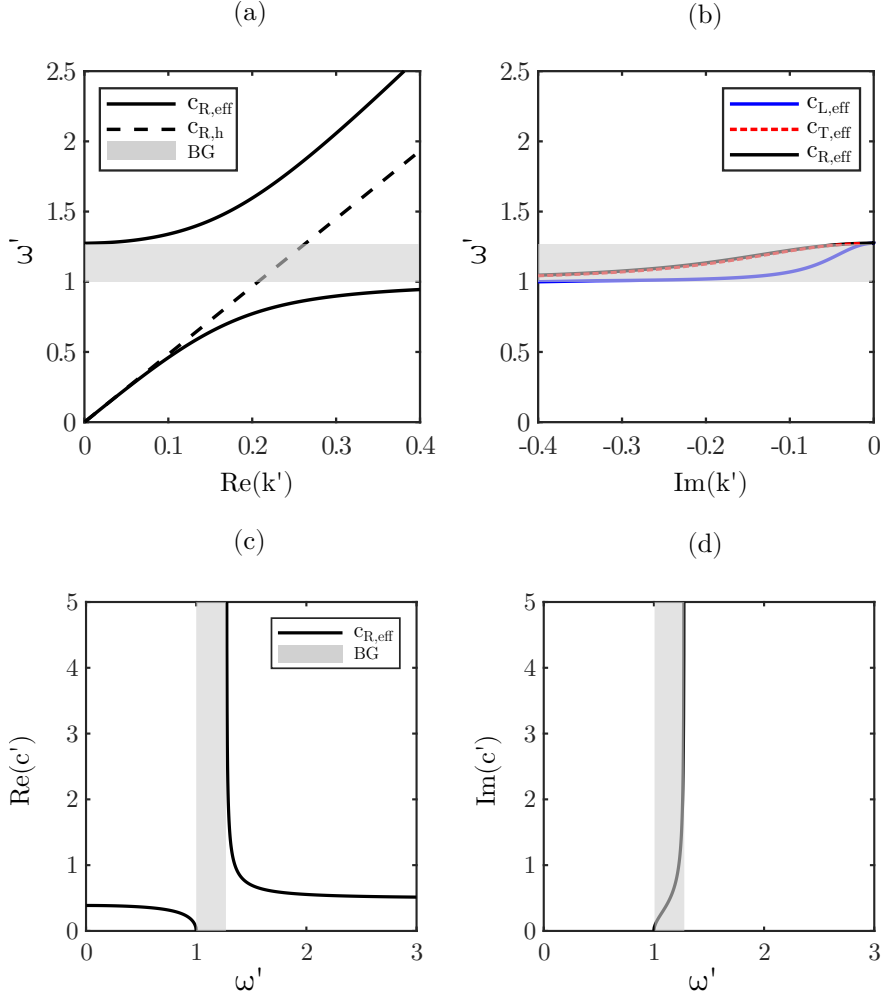 (a)
2.5
2
1.5
1
0.5
0
ω'
c_R,eff
c_R,h
BG
0 0.1 0.2 0.3 0.4
Re(k')
(b)
2.5
2
1.5
1
0.5
0
ω'
c_L,eff
c_T,eff
c_R,eff
-0.4 -0.3 -0.2 -0.1 0
Im(k')
(c)
5
4
3
2
1
0
Re(c')
c_R,eff
BG
0 1 2 3
ω'
(d)
5
4
3
2
1
0
Im(c')
0 1 2 3
ω'